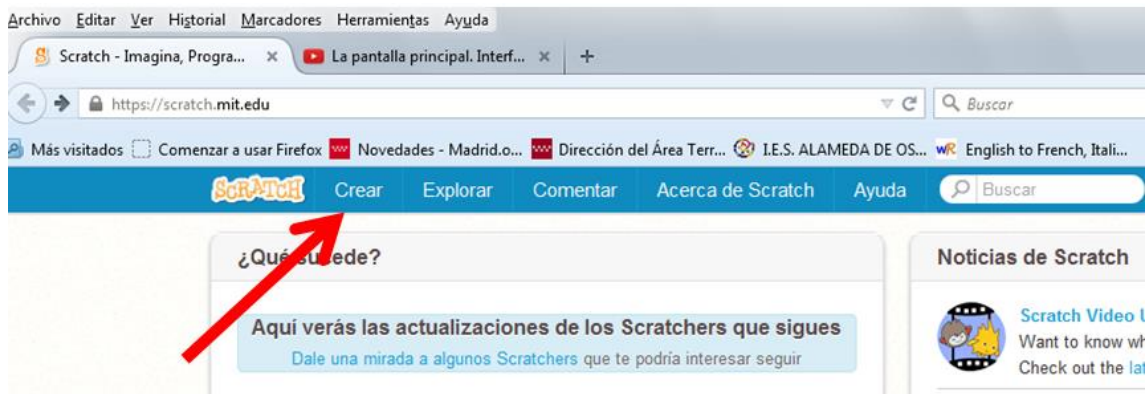 Archivo Editar Ver Historial Marcadores Herramientas Ayuda
Scratch - Imagina, Progra... × La pantalla principal. Interf... × +
https://scratch.mit.edu Buscar
Más visitados Comenzar a usar Firefox Novedades - Madrid.o... Dirección del Área Terr... I.E.S. ALAMEDA DE OS... WR English to French, Itali...
SCRATCH Crear Explorar Comentar Acerca de Scratch Ayuda Buscar
¿Qué sucede? Noticias de Scratch
Aquí verás las actualizaciones de los Scratchers que sigues
Dale una mirada a algunos Scratchers que te podría interesar seguir
Scratch Video U
Want to know wh
Check out the lat